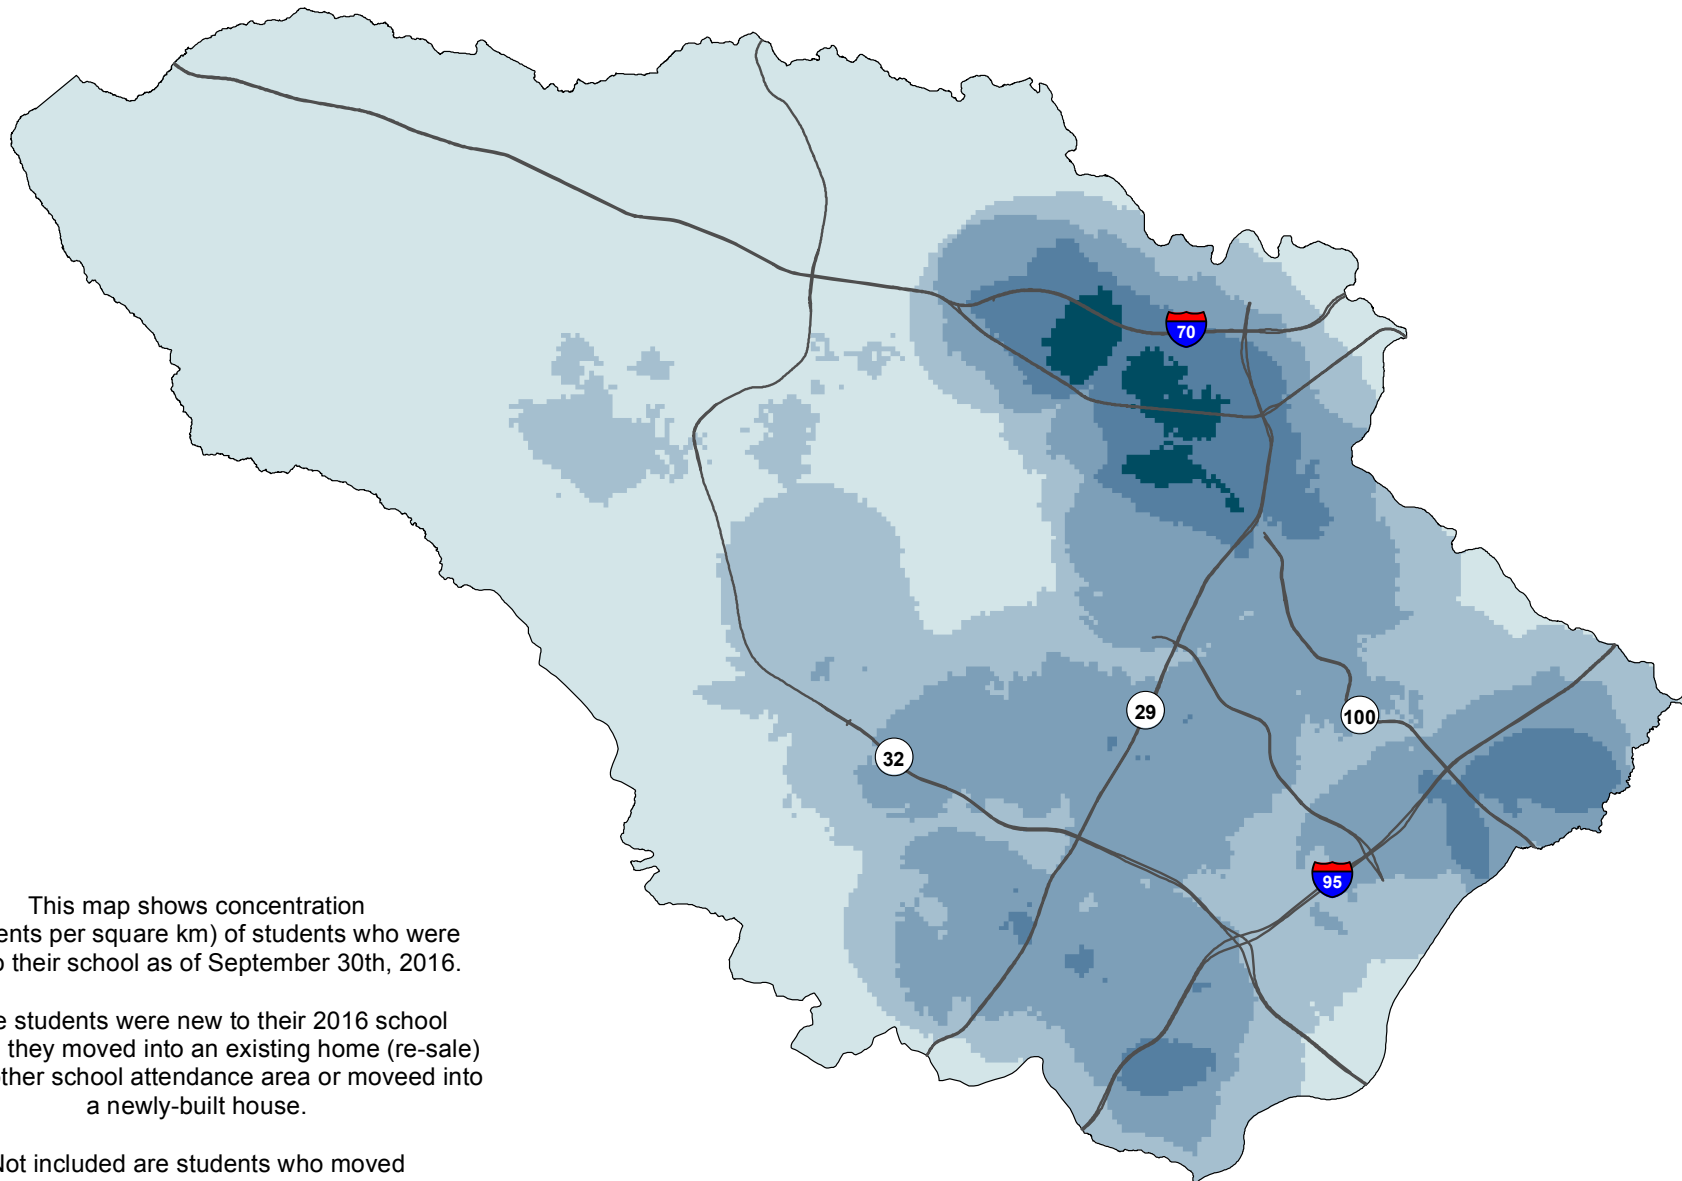 70
29
100
32
95
This map shows concentration
ents per square km) of students who were
o their school as of September 30th, 2016.
e students were new to their 2016 school
they moved into an existing home (re-sale)
ther school attendance area or moveed into
a newly-built house.
Not included are students who moved